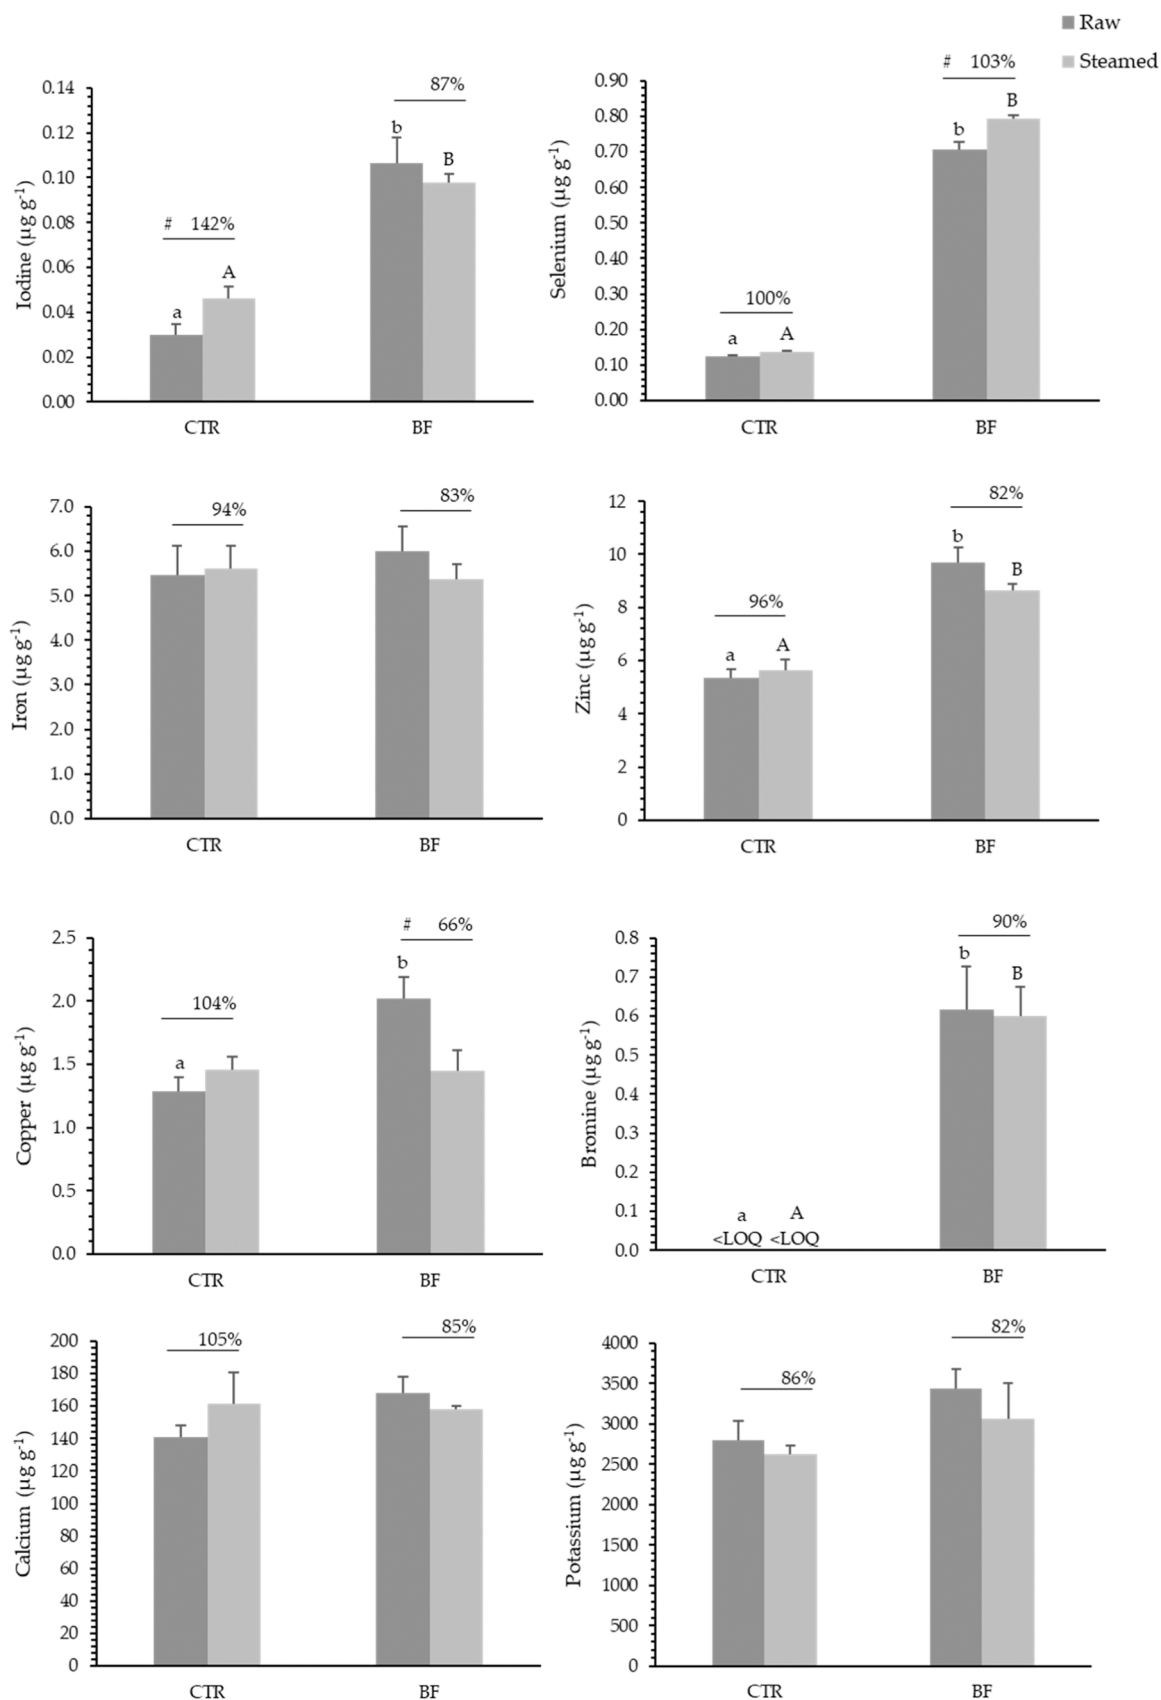 Raw
Steamed
Iodine (µg g-1)
0.14
0.12
0.10
0.08
0.06
0.04
0.02
0.00
# 142%
a
A
87%
b
B
CTR
BF
Selenium (µg g-1)
0.90
0.80
0.70
0.60
0.50
0.40
0.30
0.20
0.10
0.00
100%
a
A
# 103%
b
B
CTR
BF
Iron (µg g-1)
7.0
6.0
5.0
4.0
3.0
2.0
1.0
0.0
94%
83%
CTR
BF
Zinc (µg g-1)
12
10
8
6
4
2
0
96%
a
A
82%
b
B
CTR
BF
Copper (µg g-1)
2.5
2.0
1.5
1.0
0.5
0.0
104%
a
# 66%
b
CTR
BF
Bromine (µg g-1)
0.8
0.7
0.6
0.5
0.4
0.3
0.2
0.1
0.0
a
A
<LOQ <LOQ
90%
b
B
CTR
BF
Calcium (µg g-1)
200
180
160
140
120
100
80
60
40
20
0
105%
85%
CTR
BF
Potassium (µg g-1)
4000
3500
3000
2500
2000
1500
1000
500
0
86%
82%
CTR
BF